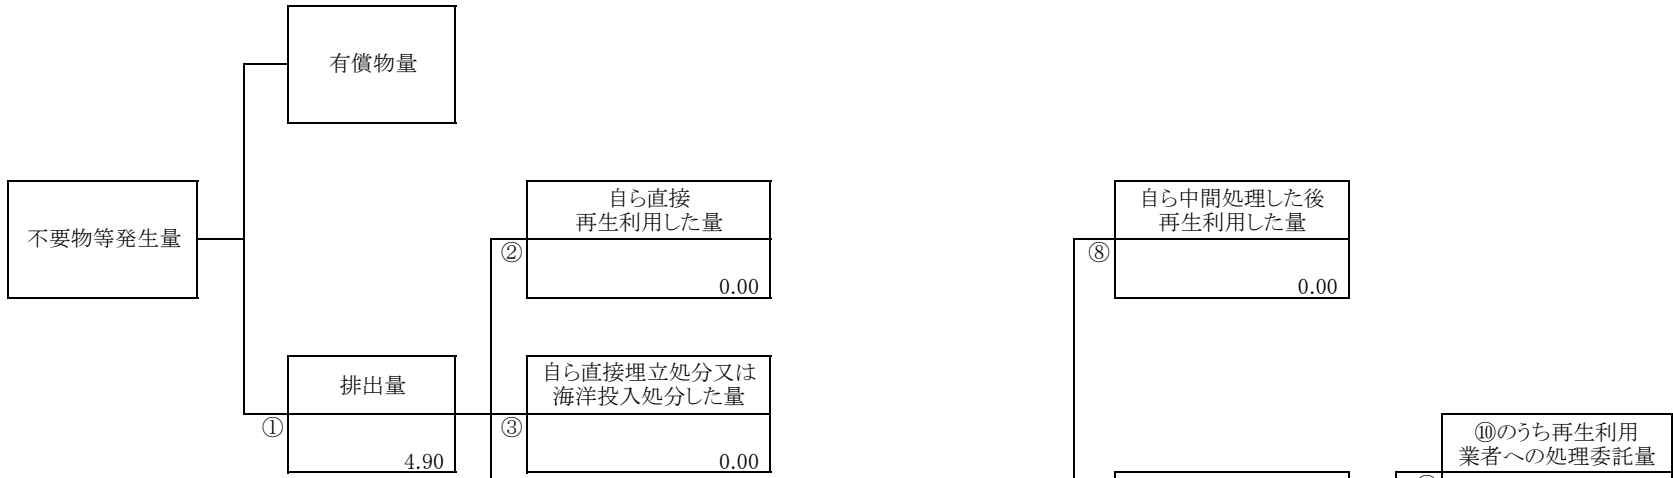 有償物量
不要物等発生量
自ら直接
再生利用した量
②
0.00
自ら中間処理した後
再生利用した量
⑧
0.00
排出量
①
4.90
自ら直接埋立処分又は
海洋投入処分した量
③
0.00
⑩のうち再生利用
業者への処理委託量